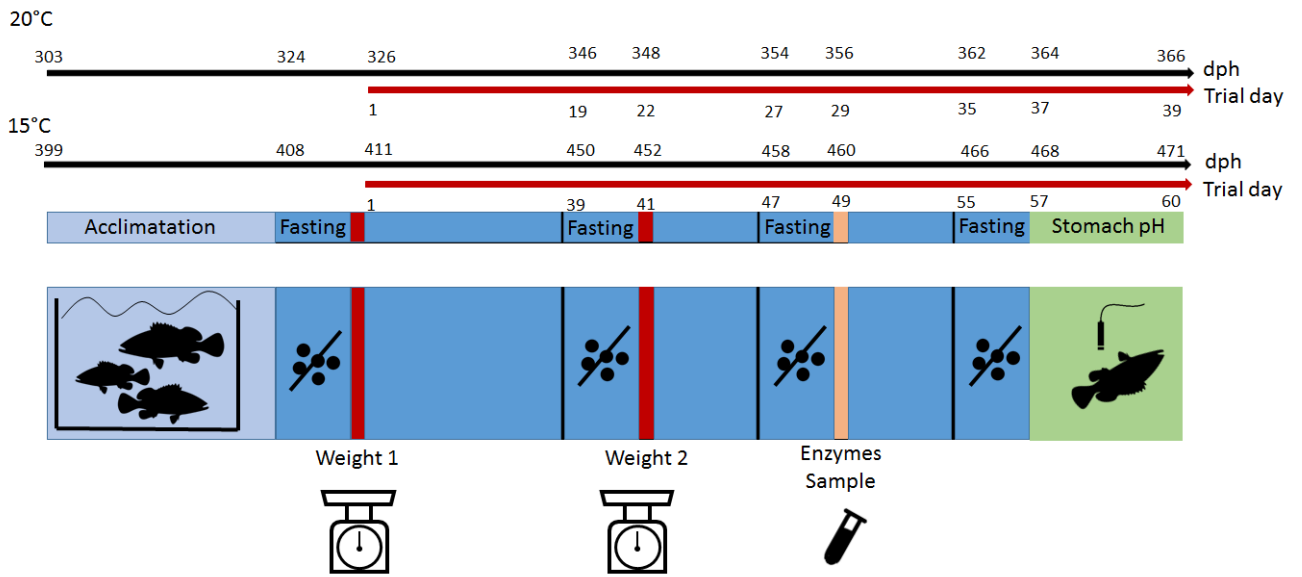 20°C
303 324 326 346 348 354 356 362 364 366
dph
Trial day
1 19 22 27 29 35 37 39
15°C
399 408 411 450 452 458 460 466 468 471
dph
Trial day
1 39 41 47 49 55 57 60
Acclimatation Fasting Fasting Fasting Fasting Stomach pH
Weight 1 Weight 2 Enzymes
Sample